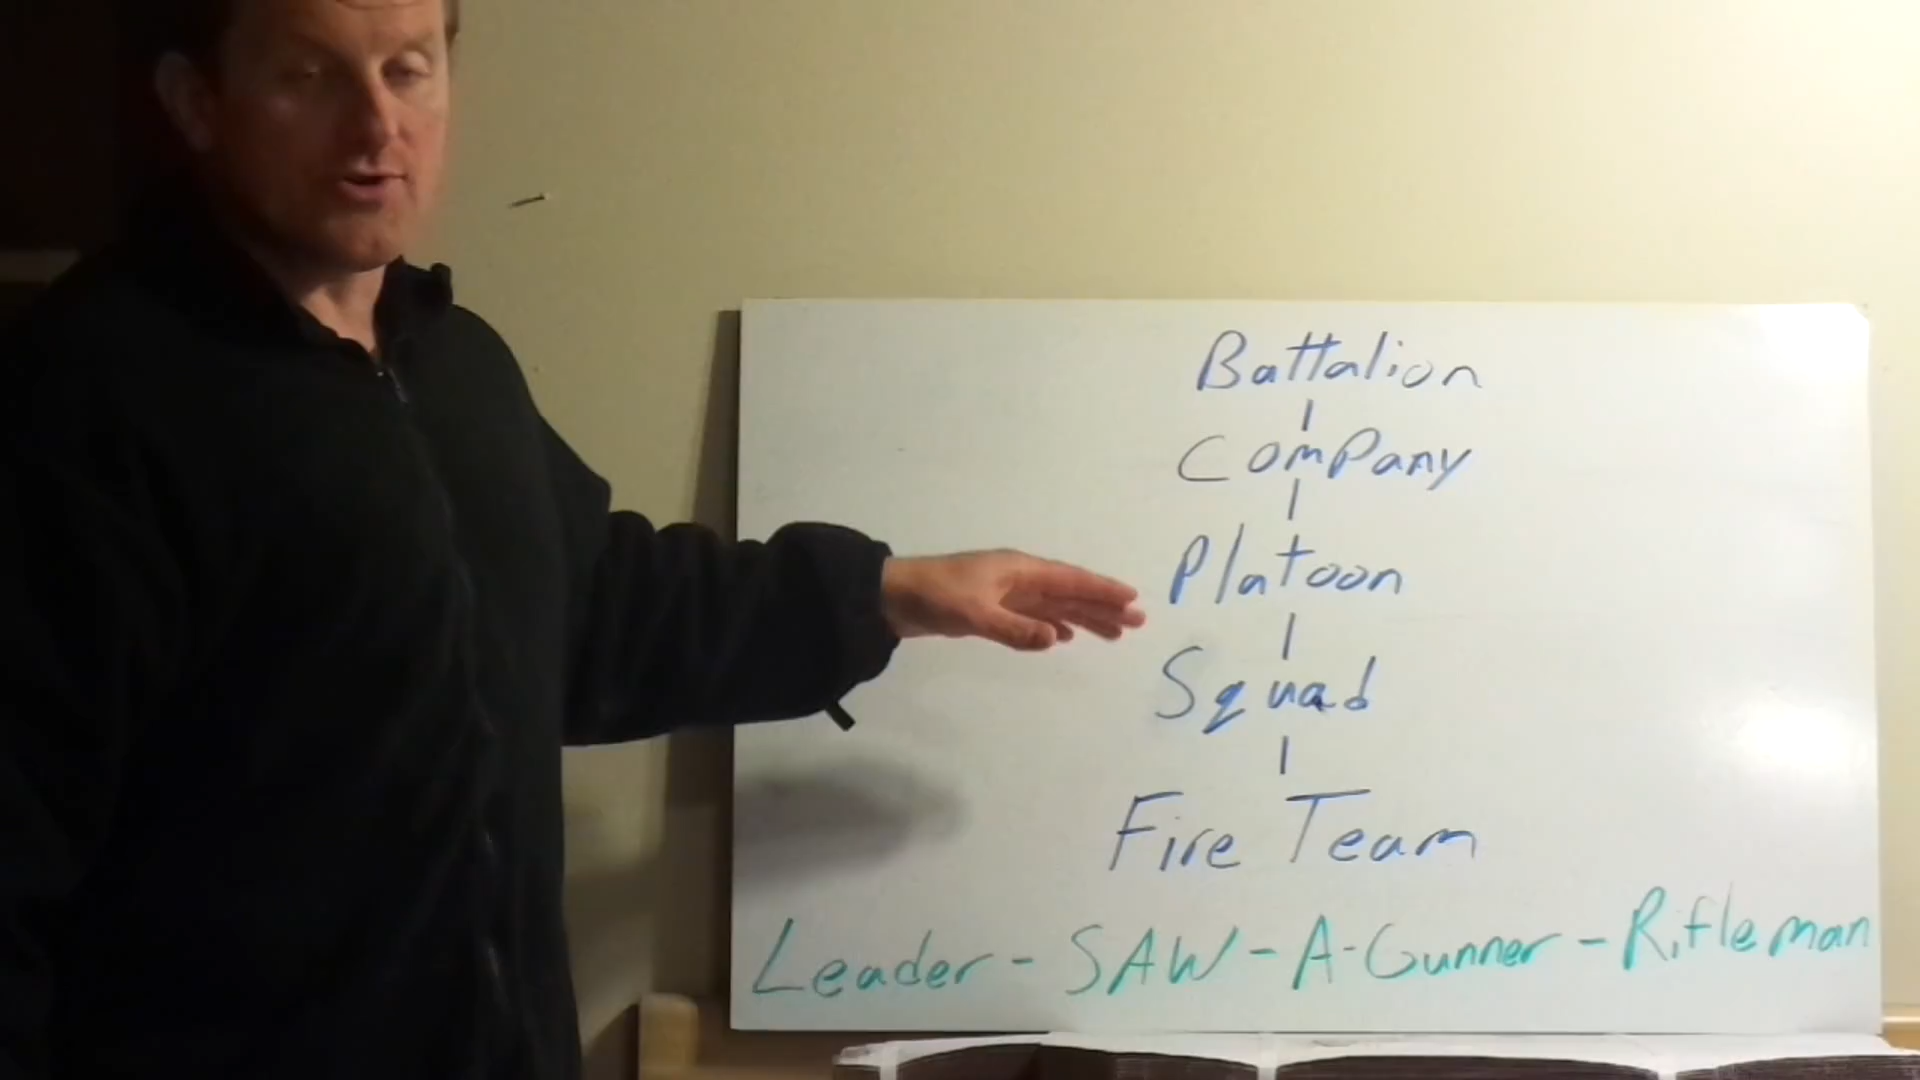 Battalion
Company
Platoon
Squad
Fire Team
Leader - SAW - A-Gunner - Rifleman